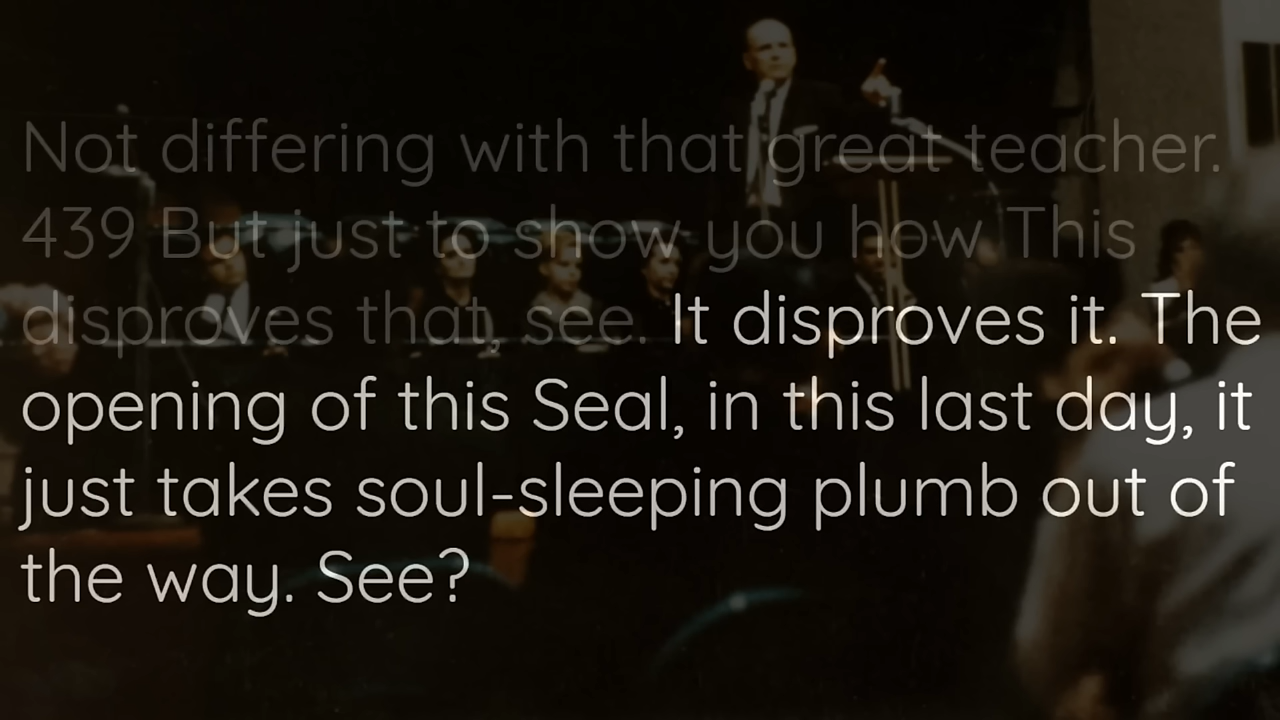 Not differing with that great teacher.
439 But just to show you how This
disproves that, see. It disproves it. The
opening of this Seal, in this last day, it
just takes soul-sleeping plumb out of
the way. See?